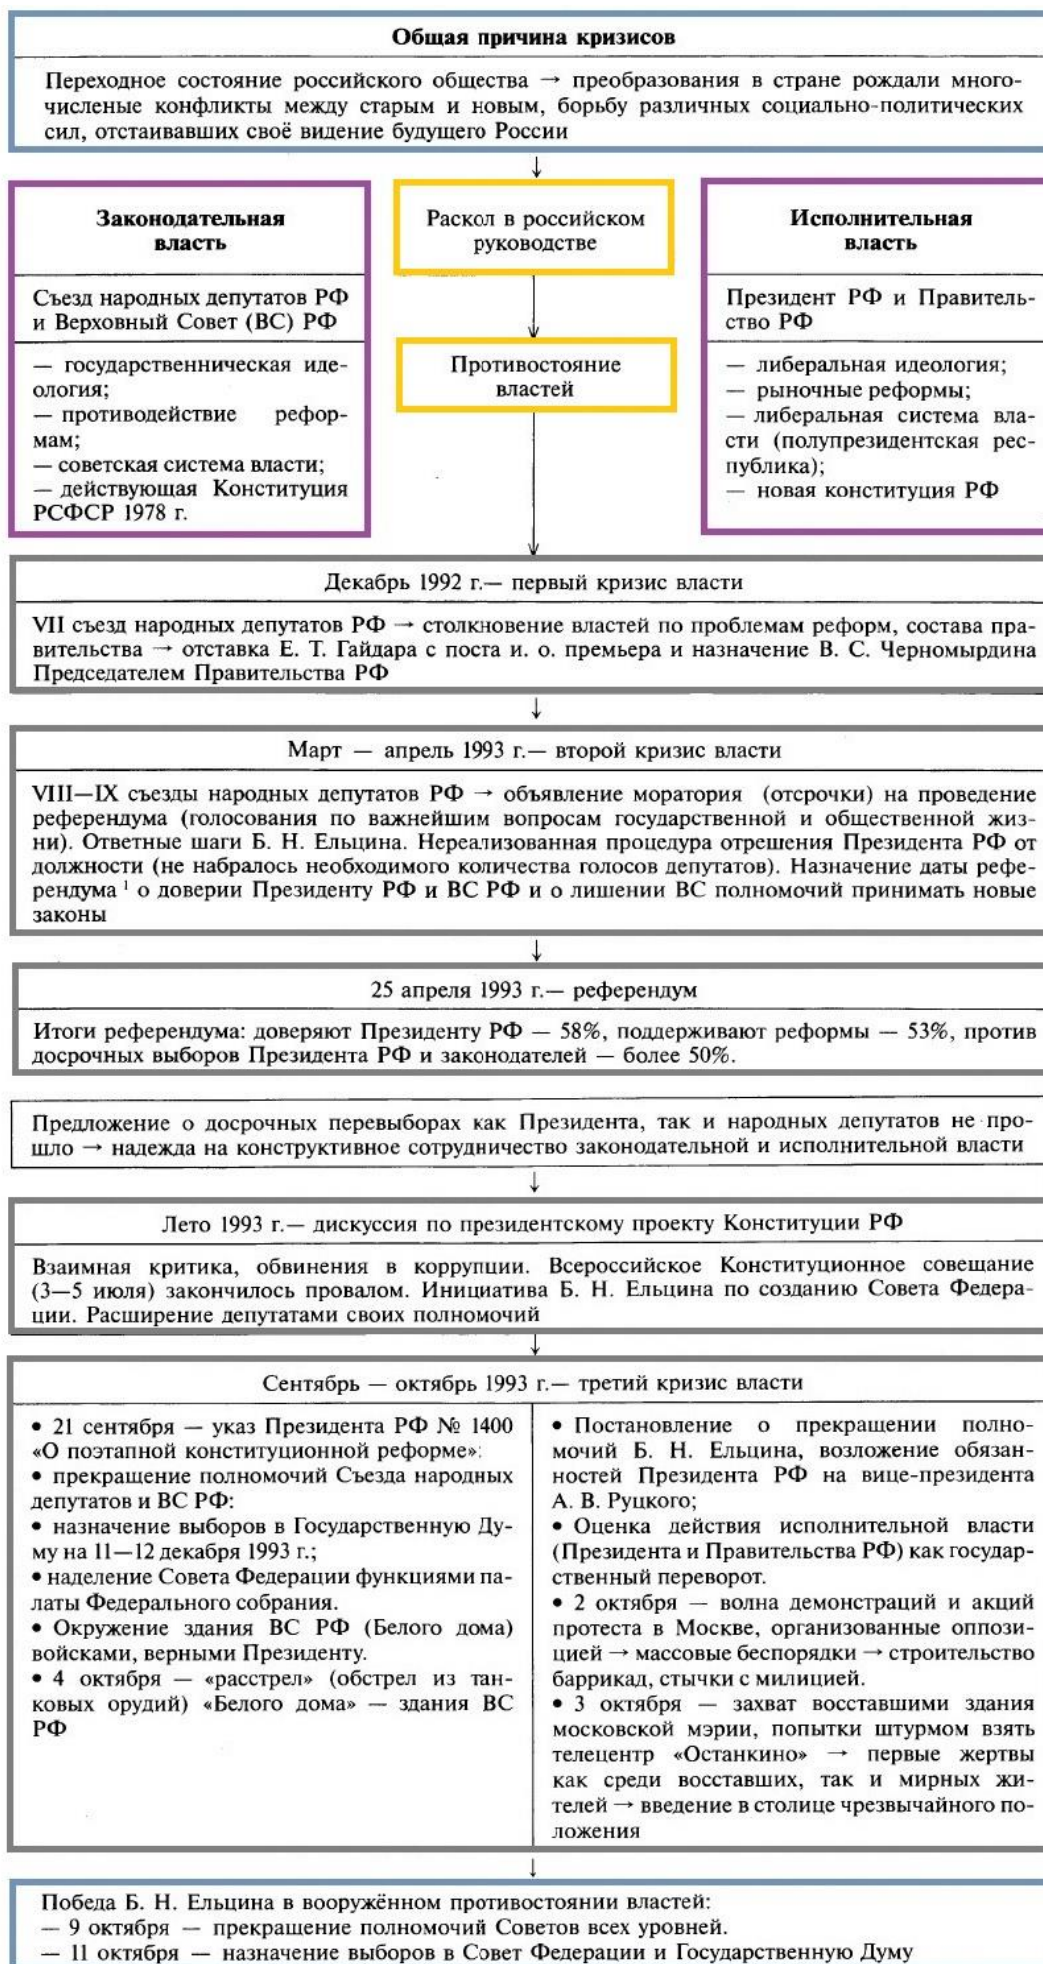 Общая причина кризисов
Переходное состояние российского общества → преобразования в стране рождали много-
численые конфликты между старым и новым, борьбу различных социально-политических
сил, отстаивавших своё видение будущего России
Законодательная
власть
Съезд народных депутатов РФ
и Верховный Совет (ВС) РФ
— государственническая иде-
ология;
— противодействие рефор-
мам;
— советская система власти;
— действующая Конституция
РСФСР 1978 г.
Раскол в российском
руководстве
Противостояние
властей
Исполнительная
власть
Президент РФ и Правитель-
ство РФ
— либеральная идеология;
— рыночные реформы;
— либеральная система вла-
сти (полупрезидентская рес-
публика);
— новая конституция РФ
Декабрь 1992 г.— первый кризис власти
VII съезд народных депутатов РФ → столкновение властей по проблемам реформ, состава пра-
вительства → отставка Е. Т. Гайдара с поста и. о. премьера и назначение В. С. Черномырдина
Председателем Правительства РФ
Март — апрель 1993 г.— второй кризис власти
VIII—IX съезды народных депутатов РФ → объявление моратория (отсрочки) на проведение
референдума (голосования по важнейшим вопросам государственной и общественной жиз-
ни). Ответные шаги Б. Н. Ельцина. Нереализованная процедура отрешения Президента РФ от
должности (не набралось необходимого количества голосов депутатов). Назначение даты рефе-
рендума ¹ о доверии Президенту РФ и ВС РФ и о лишении ВС полномочий принимать новые
законы
25 апреля 1993 г.— референдум
Итоги референдума: доверяют Президенту РФ — 58%, поддерживают реформы — 53%, против
досрочных выборов Президента РФ и законодателей — более 50%.
Предложение о досрочных перевыборах как Президента, так и народных депутатов не про-
шло → надежда на конструктивное сотрудничество законодательной и исполнительной власти
Лето 1993 г.— дискуссия по президентскому проекту Конституции РФ
Взаимная критика, обвинения в коррупции. Всероссийское Конституционное совещание
(3—5 июля) закончилось провалом. Инициатива Б. Н. Ельцина по созданию Совета Федера-
ции. Расширение депутатами своих полномочий
Сентябрь — октябрь 1993 г.— третий кризис власти
• 21 сентября — указ Президента РФ № 1400
«О поэтапной конституционной реформе»:
• прекращение полномочий Съезда народных
депутатов и ВС РФ:
• назначение выборов в Государственную Ду-
му на 11—12 декабря 1993 г.;
• наделение Совета Федерации функциями па-
латы Федерального собрания.
• Окружение здания ВС РФ (Белого дома)
войсками, верными Президенту.
• 4 октября — «расстрел» (обстрел из тан-
ковых орудий) «Белого дома» — здания ВС
РФ
• Постановление о прекращении полно-
мочий Б. Н. Ельцина, возложение обязан-
ностей Президента РФ на вице-президента
А. В. Руцкого;
• Оценка действия исполнительной власти
(Президента и Правительства РФ) как государ-
ственный переворот.
• 2 октября — волна демонстраций и акций
протеста в Москве, организованные оппози-
цией → массовые беспорядки → строительство
баррикад, стычки с милицией.
• 3 октября — захват восставшими здания
московской мэрии, попытки штурмом взять
телецентр «Останкино» → первые жертвы
как среди восставших, так и мирных жи-
телей → введение в столице чрезвычайного по-
ложения
Победа Б. Н. Ельцина в вооружённом противостоянии властей:
— 9 октября — прекращение полномочий Советов всех уровней.
— 11 октября — назначение выборов в Совет Федерации и Государственную Думу